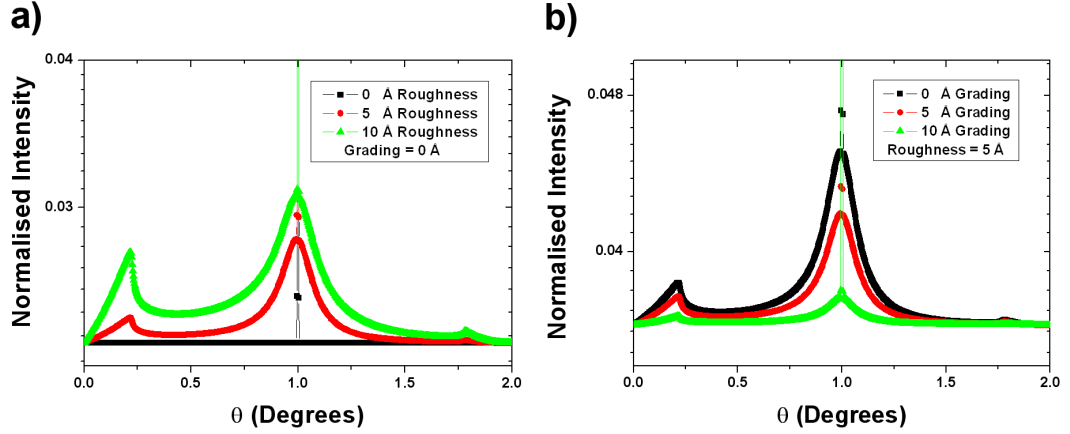 a)
Normalised Intensity
0.04
0.03
0 Å Roughness
5 Å Roughness
10 Å Roughness
Grading = 0 Å
0.0
0.5
1.0
1.5
2.0
θ (Degrees)
b)
Normalised Intensity
0.048
0.04
0 Å Grading
5 Å Grading
10 Å Grading
Roughness = 5 Å
0.0
0.5
1.0
1.5
2.0
θ (Degrees)